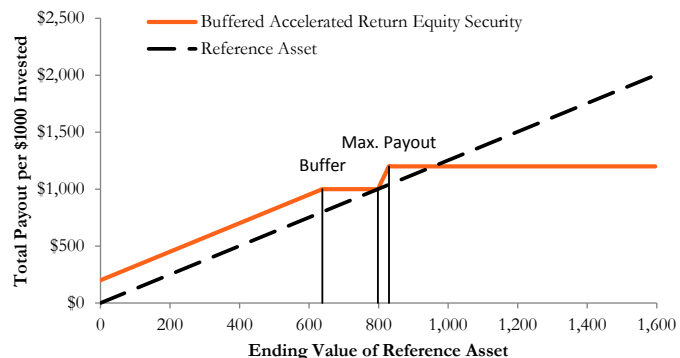 $2,500
$2,000
$1,500
$1,000
$500
$0
Total Payout per $1000 Invested
Buffered Accelerated Return Equity Security
Reference Asset
Max. Payout
Buffer
0 200 400 600 800 1,000 1,200 1,400 1,600
Ending Value of Reference Asset